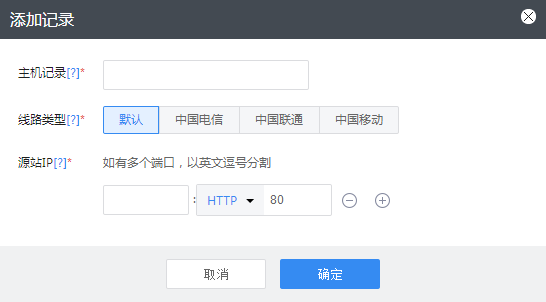 添加记录
主机记录[?]*
线路类型[?]* 默认 中国电信 中国联通 中国移动
源站IP[?]* 如有多个端口，以英文逗号分割
: HTTP 80
取消 确定